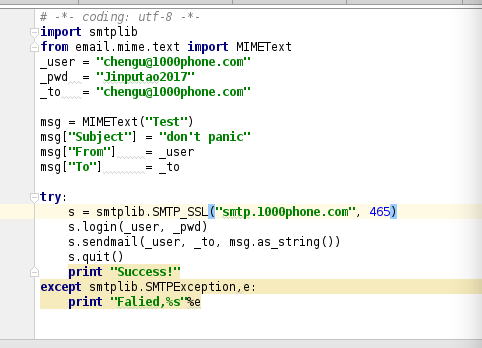 # -*- coding: utf-8 -*-
import smtplib
from email.mime.text import MIMEText
_user = "chengu@1000phone.com"
_pwd  = "Jinputao2017"
_to   = "chengu@1000phone.com"

msg = MIMEText("Test")
msg["Subject"] = "don't panic"
msg["From"]    = _user
msg["To"]      = _to

try:
    s = smtplib.SMTP_SSL("smtp.1000phone.com", 465)
    s.login(_user, _pwd)
    s.sendmail(_user, _to, msg.as_string())
    s.quit()
    print "Success!"
except smtplib.SMTPException,e:
    print "Falied,%s"%e